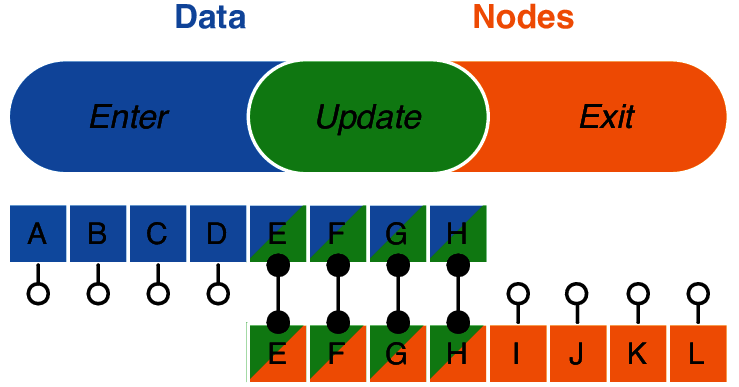 Data Nodes
Enter Update Exit
A B C D E F G H
E F G H I J K L